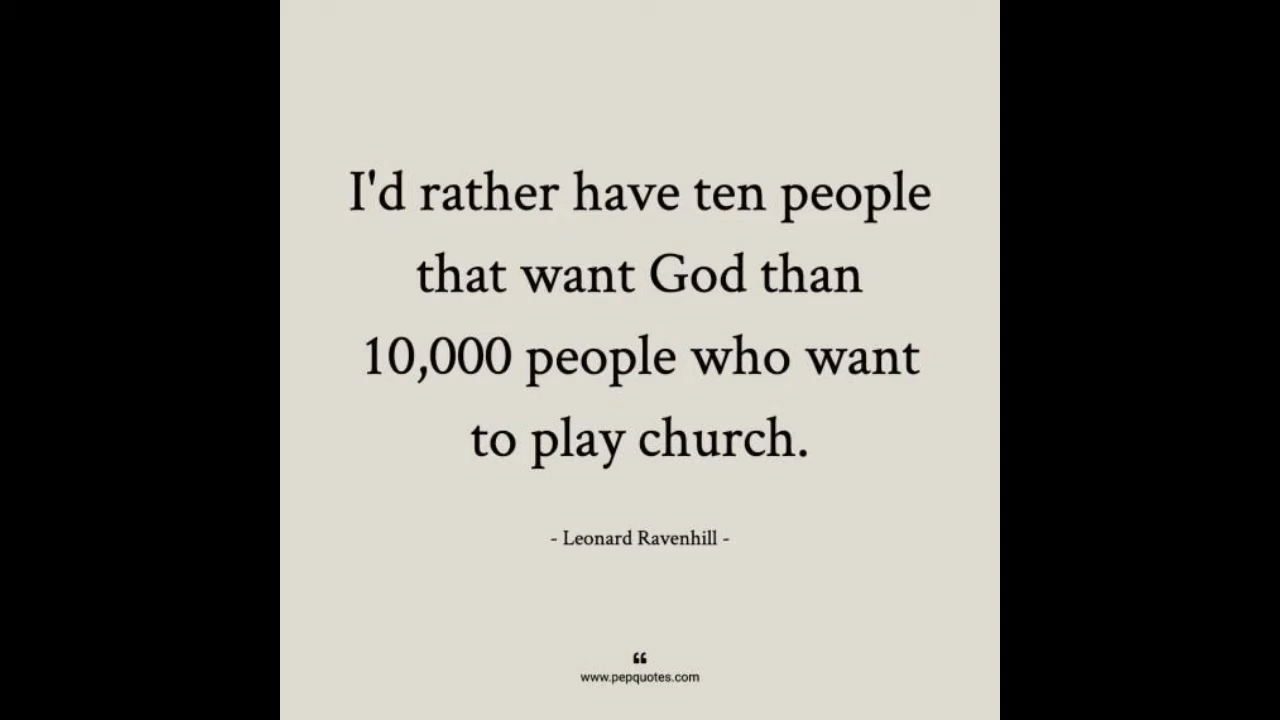 I'd rather have ten people
that want God than
10,000 people who want
to play church.
- Leonard Ravenhill -
“
www.pepquotes.com